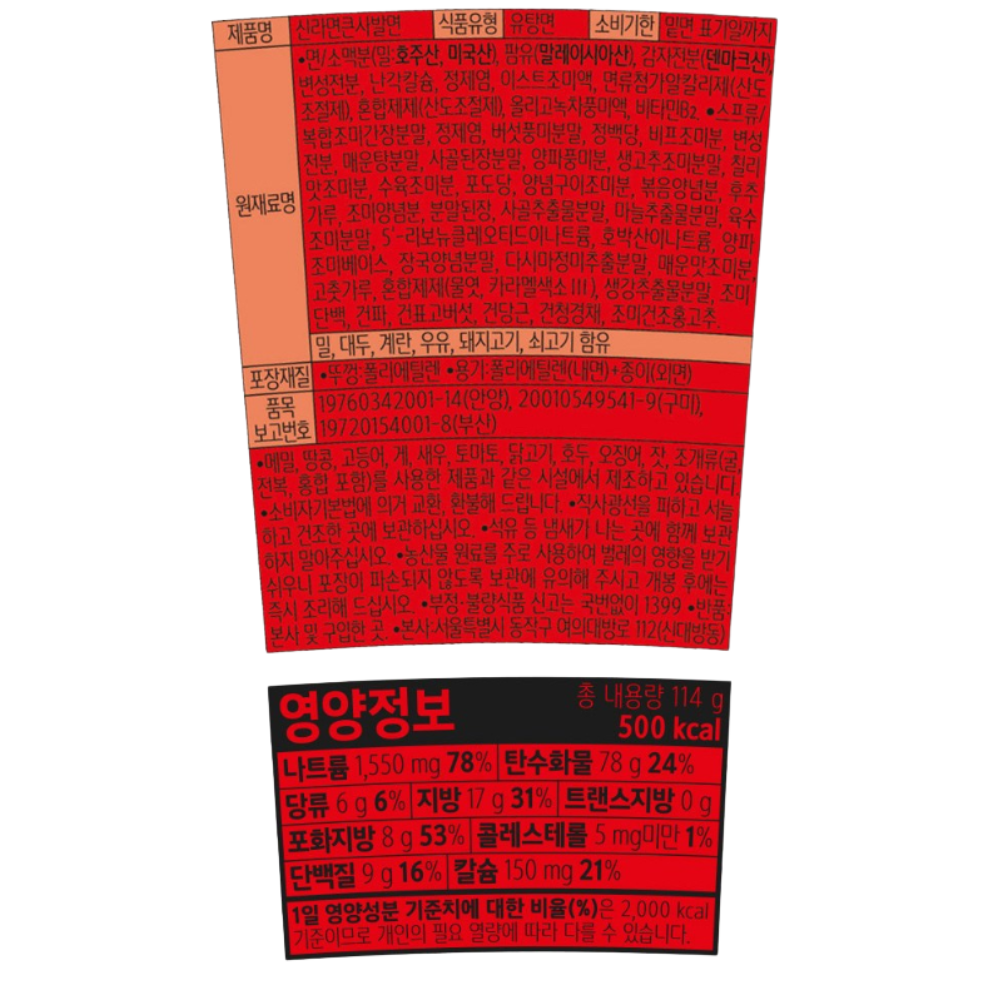 제품명 신라면큰사발면 식품유형 유탕면 소비기한 밑면 표기일까지
원재료명
•면/소맥분(밀:호주산, 미국산), 팜유(말레이시아산), 감자전분(덴마크산),
변성전분, 난각칼슘, 정제염, 이스트조미액, 면류첨가알칼리제(산도
조절제), 혼합제제(산도조절제), 올리고녹차풍미액, 비타민B2. •스프류/
복합조미간장분말, 정제염, 버섯풍미분말, 정백당, 비프조미분, 변성
전분, 매운탕분말, 사골된장분말, 양파풍미분, 생고추조미분말, 칠리
맛조미분, 수육조미분, 포도당, 양념구이조미분, 볶음양념분, 후추
가루, 조미양념분, 분말된장, 사골추출물분말, 마늘추출물분말, 육수
조미분말, 5'-리보뉴클레오티드이나트륨, 호박산이나트륨, 양파
조미베이스, 장국양념분말, 다시마정미추출분말, 매운맛조미분,
고춧가루, 혼합제제(물엿, 카라멜색소III), 생강추출물분말, 조미
단백, 건파, 건표고버섯, 건당근, 건청경채, 조미건조홍고추.
밀, 대두, 계란, 우유, 돼지고기, 쇠고기 함유
포장재질 •뚜껑:폴리에틸렌 •용기:폴리에틸렌(내면)+종이(외면)
품목 19760342001-14(안양), 20010549541-9(구미),
보고번호 19720154001-8(부산)
•메밀, 땅콩, 고등어, 게, 새우, 토마토, 닭고기, 호두, 오징어, 잣, 조개류(굴,
전복, 홍합 포함)를 사용한 제품과 같은 시설에서 제조하고 있습니다.
•소비자기본법에 의거 교환, 환불해 드립니다. •직사광선을 피하고 서늘
하고 건조한 곳에 보관하십시오. •석유 등 냄새가 나는 곳에 함께 보관
하지 말아주십시오. •농산물 원료를 주로 사용하여 벌레의 영향을 받기
쉬우니 포장이 파손되지 않도록 보관에 유의해 주시고 개봉 후에는
즉시 조리해 드십시오. •부정·불량식품 신고는 국번없이 1399 •반품:
본사 및 구입한 곳. •본사:서울특별시 동작구 여의대방로 112(신대방동)
영양정보 총 내용량 114 g
500 kcal
나트륨 1,550 mg 78% 탄수화물 78 g 24%
당류 6 g 6% 지방 17 g 31% 트랜스지방 0 g
포화지방 8 g 53% 콜레스테롤 5 mg미만 1%
단백질 9 g 16% 칼슘 150 mg 21%
1일 영양성분 기준치에 대한 비율(%)은 2,000 kcal
기준이므로 개인의 필요 열량에 따라 다를 수 있습니다.